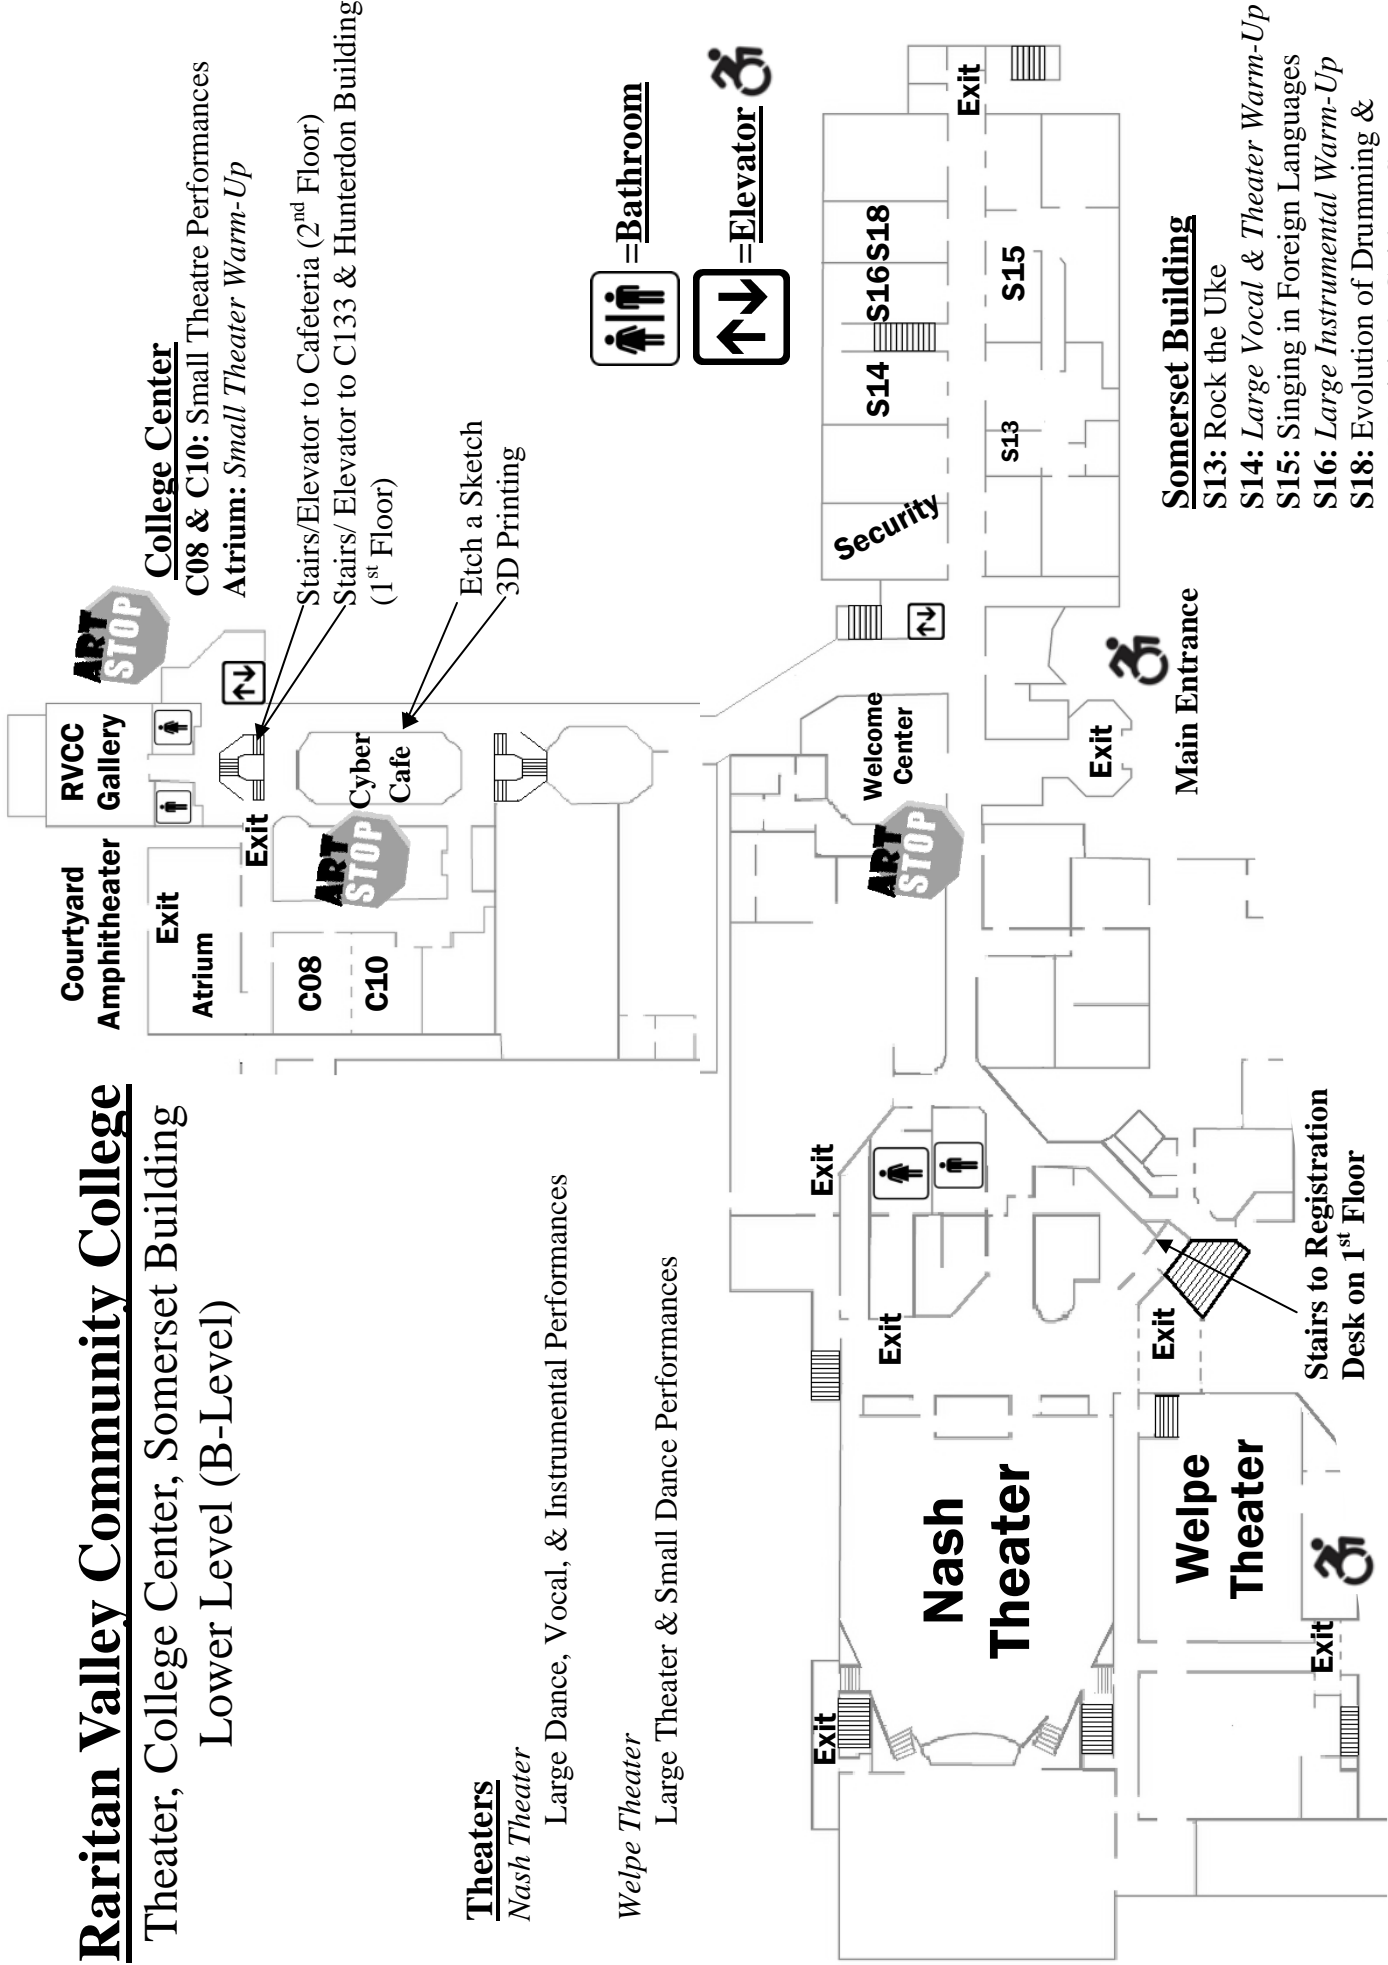 Raritan Valley Community College
Theater, College Center, Somerset Building
Lower Level (B-Level)
Theaters
Nash Theater
Large Dance, Vocal, & Instrumental Performances
Welpe Theater
Large Theater & Small Dance Performances
College Center
C08 & C10: Small Theatre Performances
Atrium: Small Theater Warm-Up
Stairs/Elevator to Cafeteria (2nd Floor)
Stairs/ Elevator to C133 & Hunterdon Building
(1st Floor)
Etch a Sketch
3D Printing
=Bathroom
=Elevator
Courtyard
Amphitheater
RVCC
Gallery
ART
STOP
Exit
Atrium
Exit
C08
C10
ART
STOP
Cyber
Cafe
Exit
Exit
Exit
Nash
Theater
Welpe
Theater
Exit
Exit
Stairs to Registration
Desk on 1st Floor
ART
STOP
Welcome
Center
Exit
Main Entrance
Security
S14
S16
S18
S13
S15
Exit
Somerset Building
S13: Rock the Uke
S14: Large Vocal & Theater Warm-Up
S15: Singing in Foreign Languages
S16: Large Instrumental Warm-Up
S18: Evolution of Drumming &